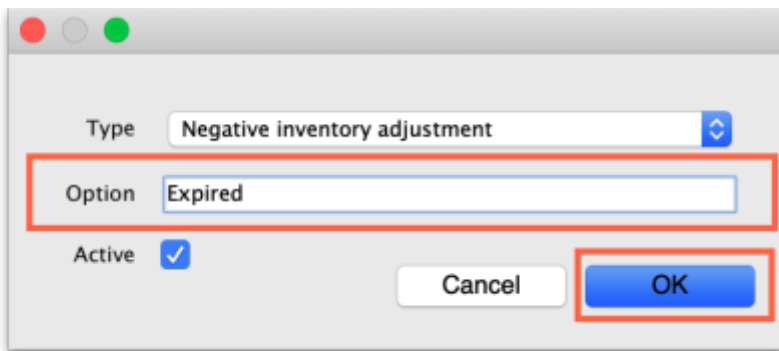 Type Negative inventory adjustment
Option Expired
Active
Cancel OK